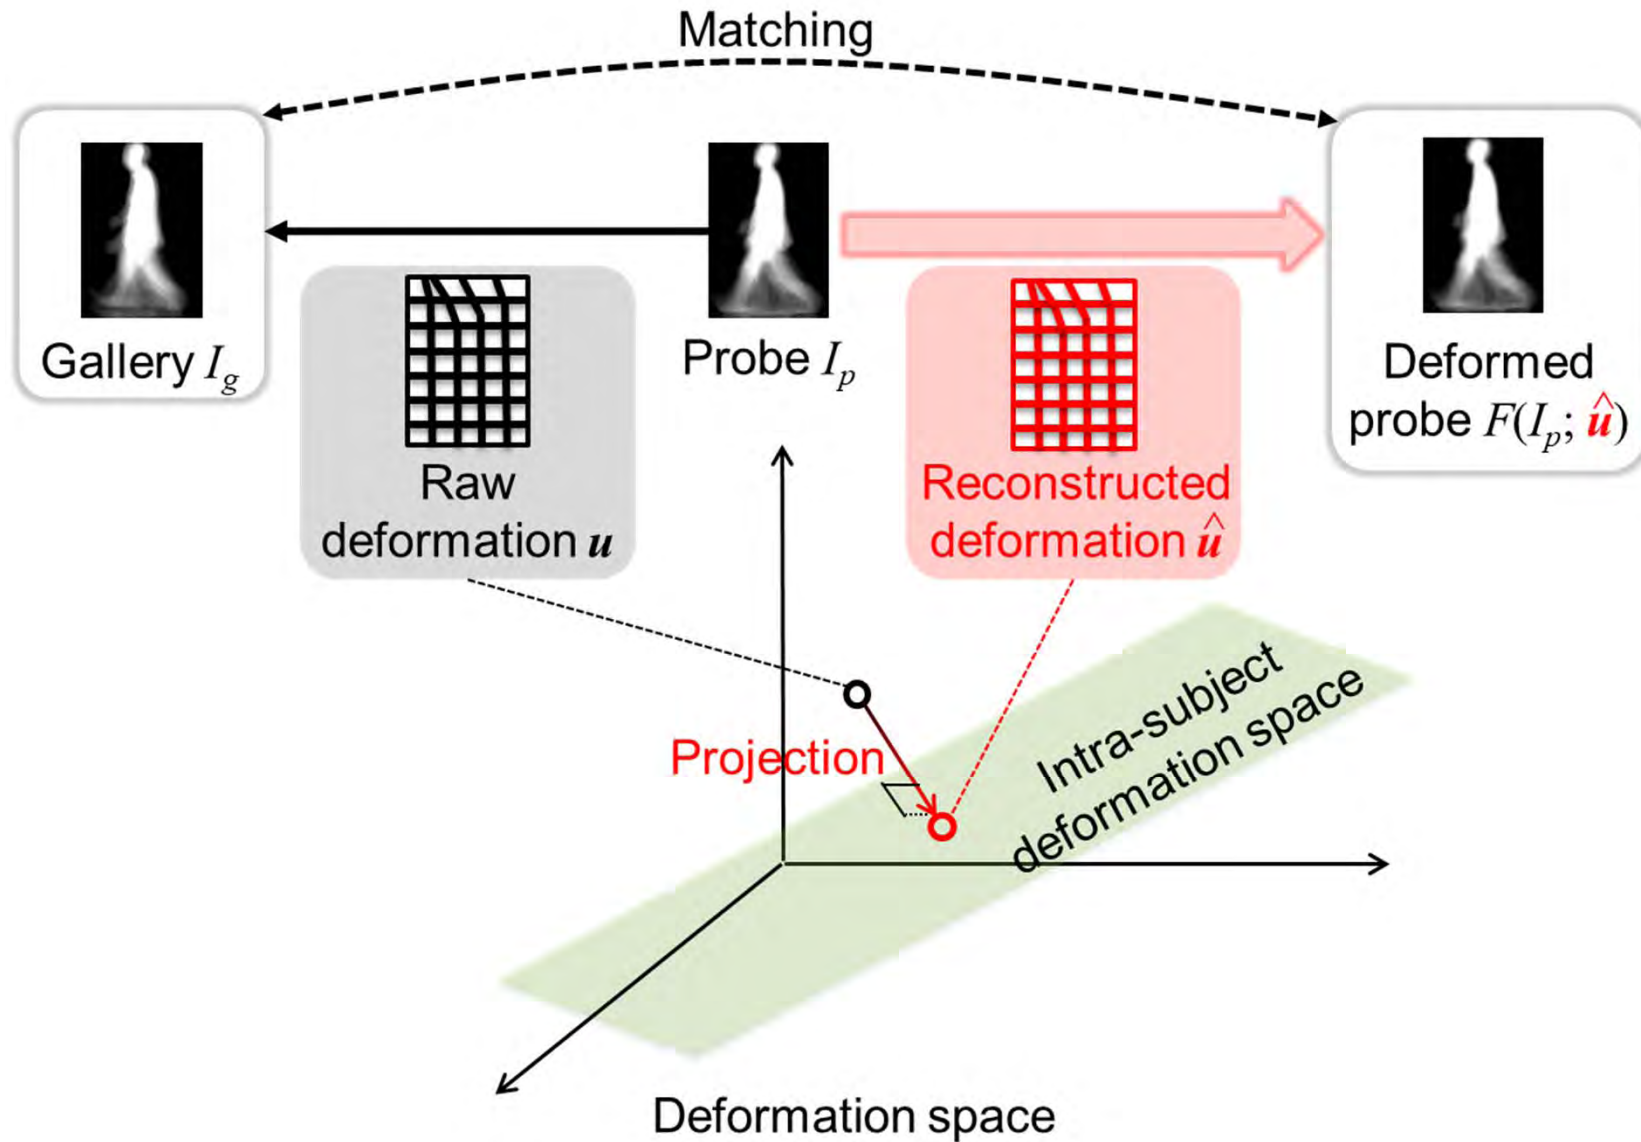 Matching
Gallery I_g
Probe I_p
Deformed
probe F(I_p; û)
Raw
deformation u
Reconstructed
deformation û
Projection
Intra-subject
deformation space
Deformation space